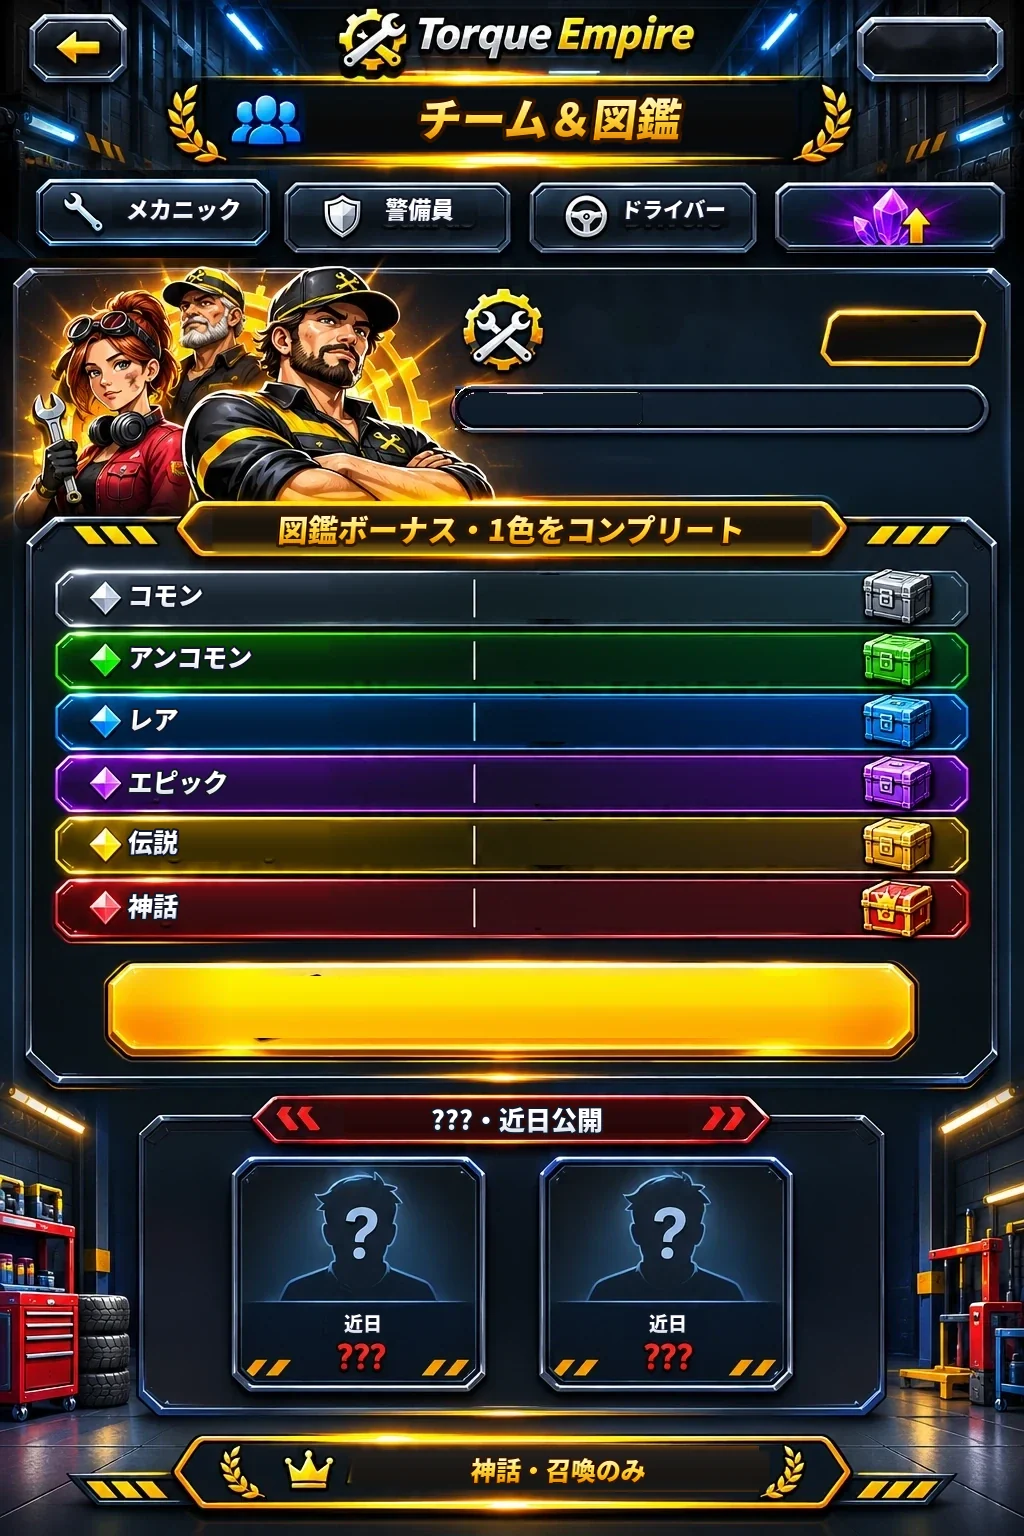 Torque Empire
チーム＆図鑑
メカニック
警備員
ドライバー
図鑑ボーナス・1色をコンプリート
コモン
アンコモン
レア
エピック
伝説
神話
???・近日公開
?
?
近日
近日
???
???
神話・召喚のみ